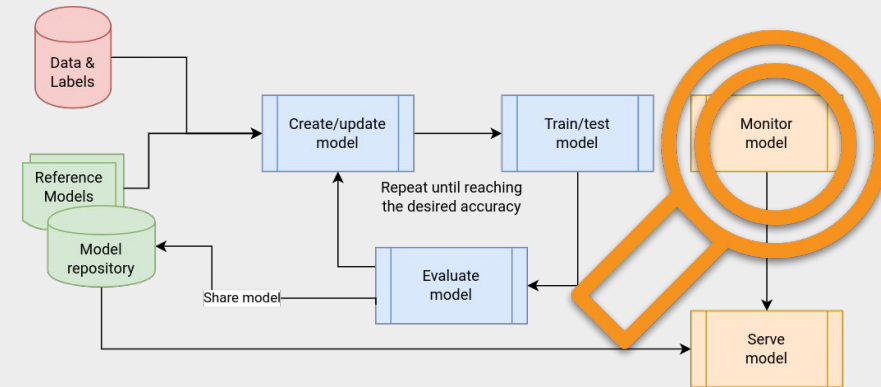 Data &
Labels
Create/update
model
Train/test
model
Monitor
model
Reference
Models
Repeat until reaching
the desired accuracy
Model
repository
Evaluate
model
Share model
Serve
model